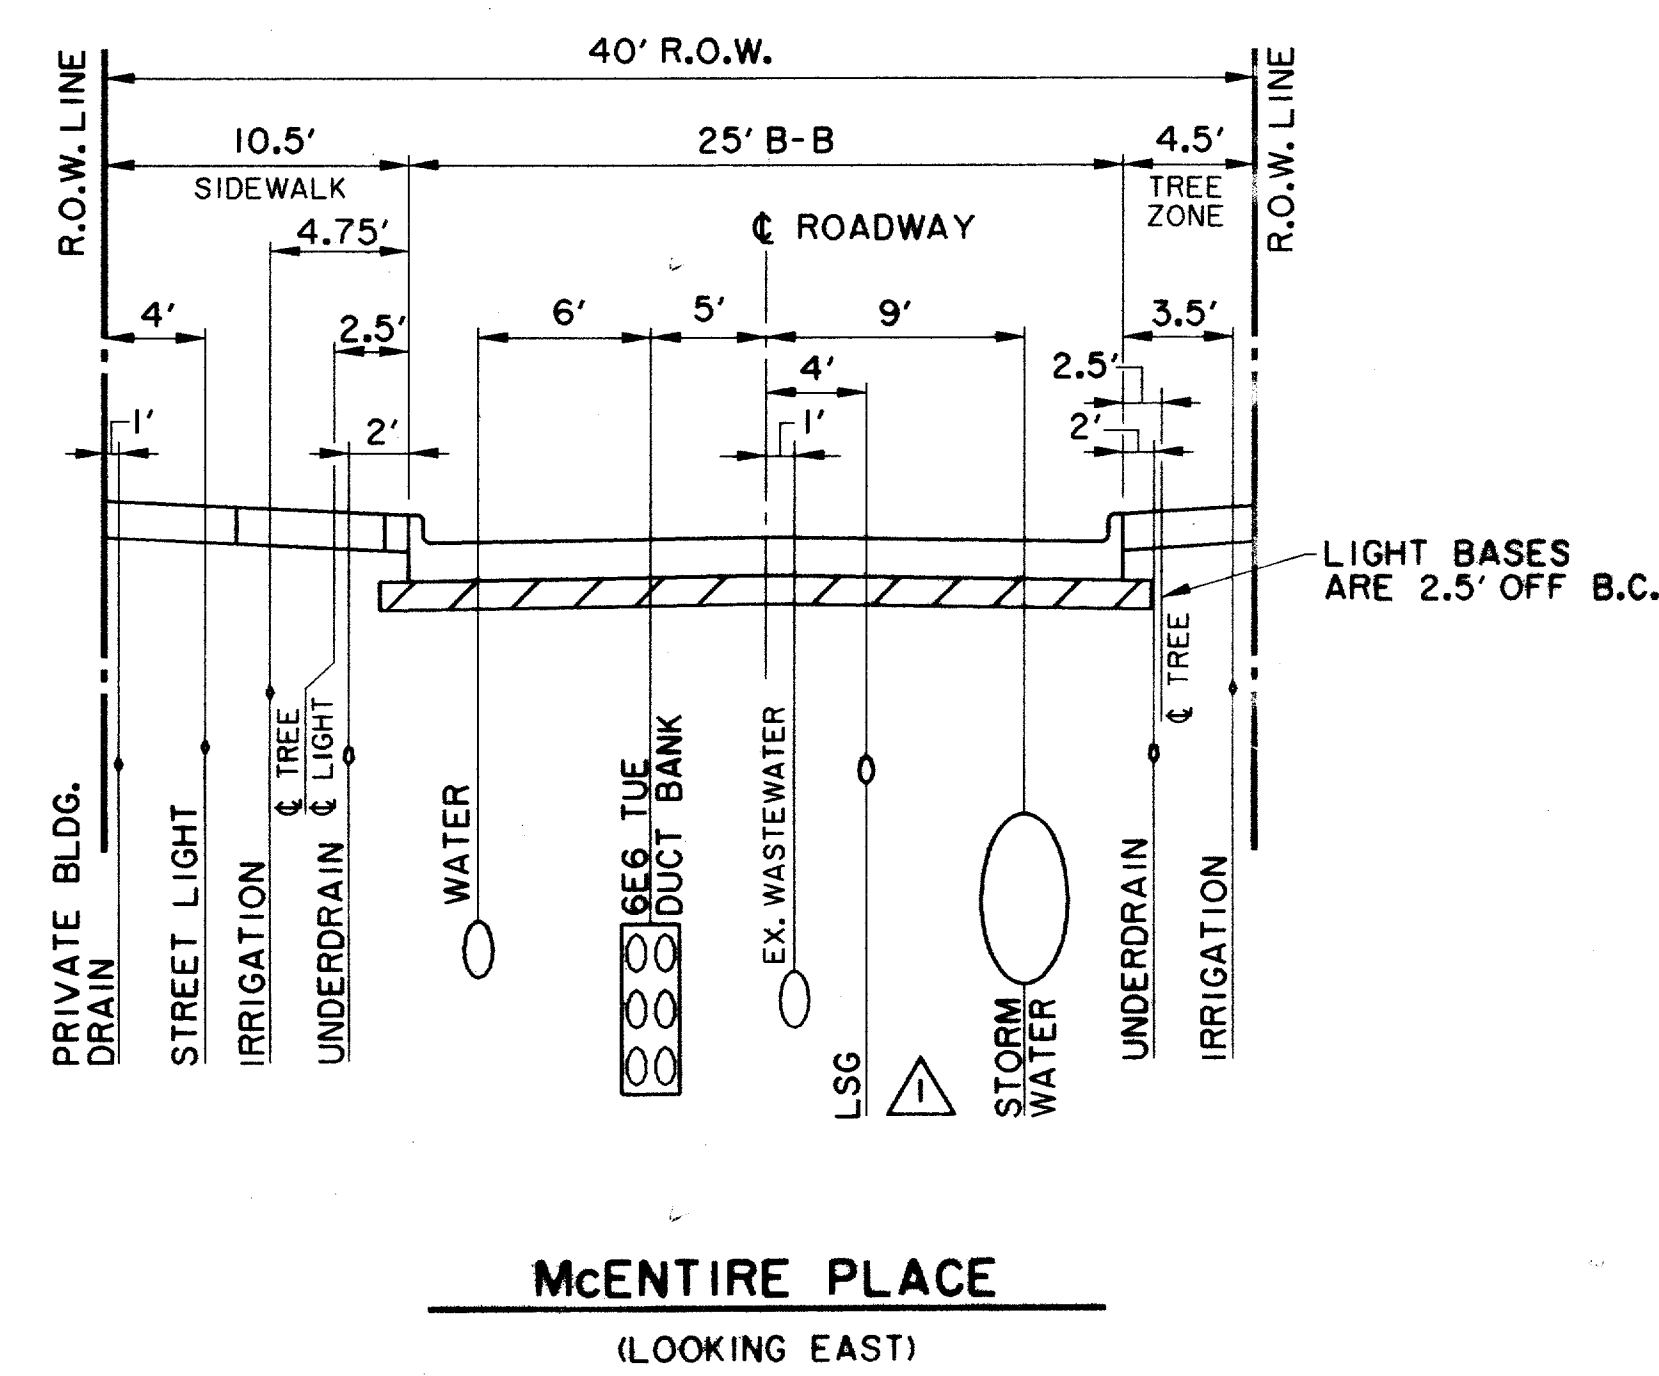 40' R.O.W.
R.O.W. LINE
R.O.W. LINE
10.5'
SIDEWALK
25' B-B
4.5'
TREE
ZONE
4.75'
℄ ROADWAY
4'
2.5'
6'
5'
9'
3.5'
4'
2.5'
1'
2'
1'
2'
LIGHT BASES
ARE 2.5' OFF B.C.
℄ TREE
PRIVATE BLDG.
DRAIN
STREET LIGHT
IRRIGATION
℄ TREE
℄ LIGHT
UNDERDRAIN
WATER
6E6 TUE
DUCT BANK
EX. WASTEWATER
LSG
1
STORM
WATER
UNDERDRAIN
IRRIGATION
McENTIRE PLACE
(LOOKING EAST)